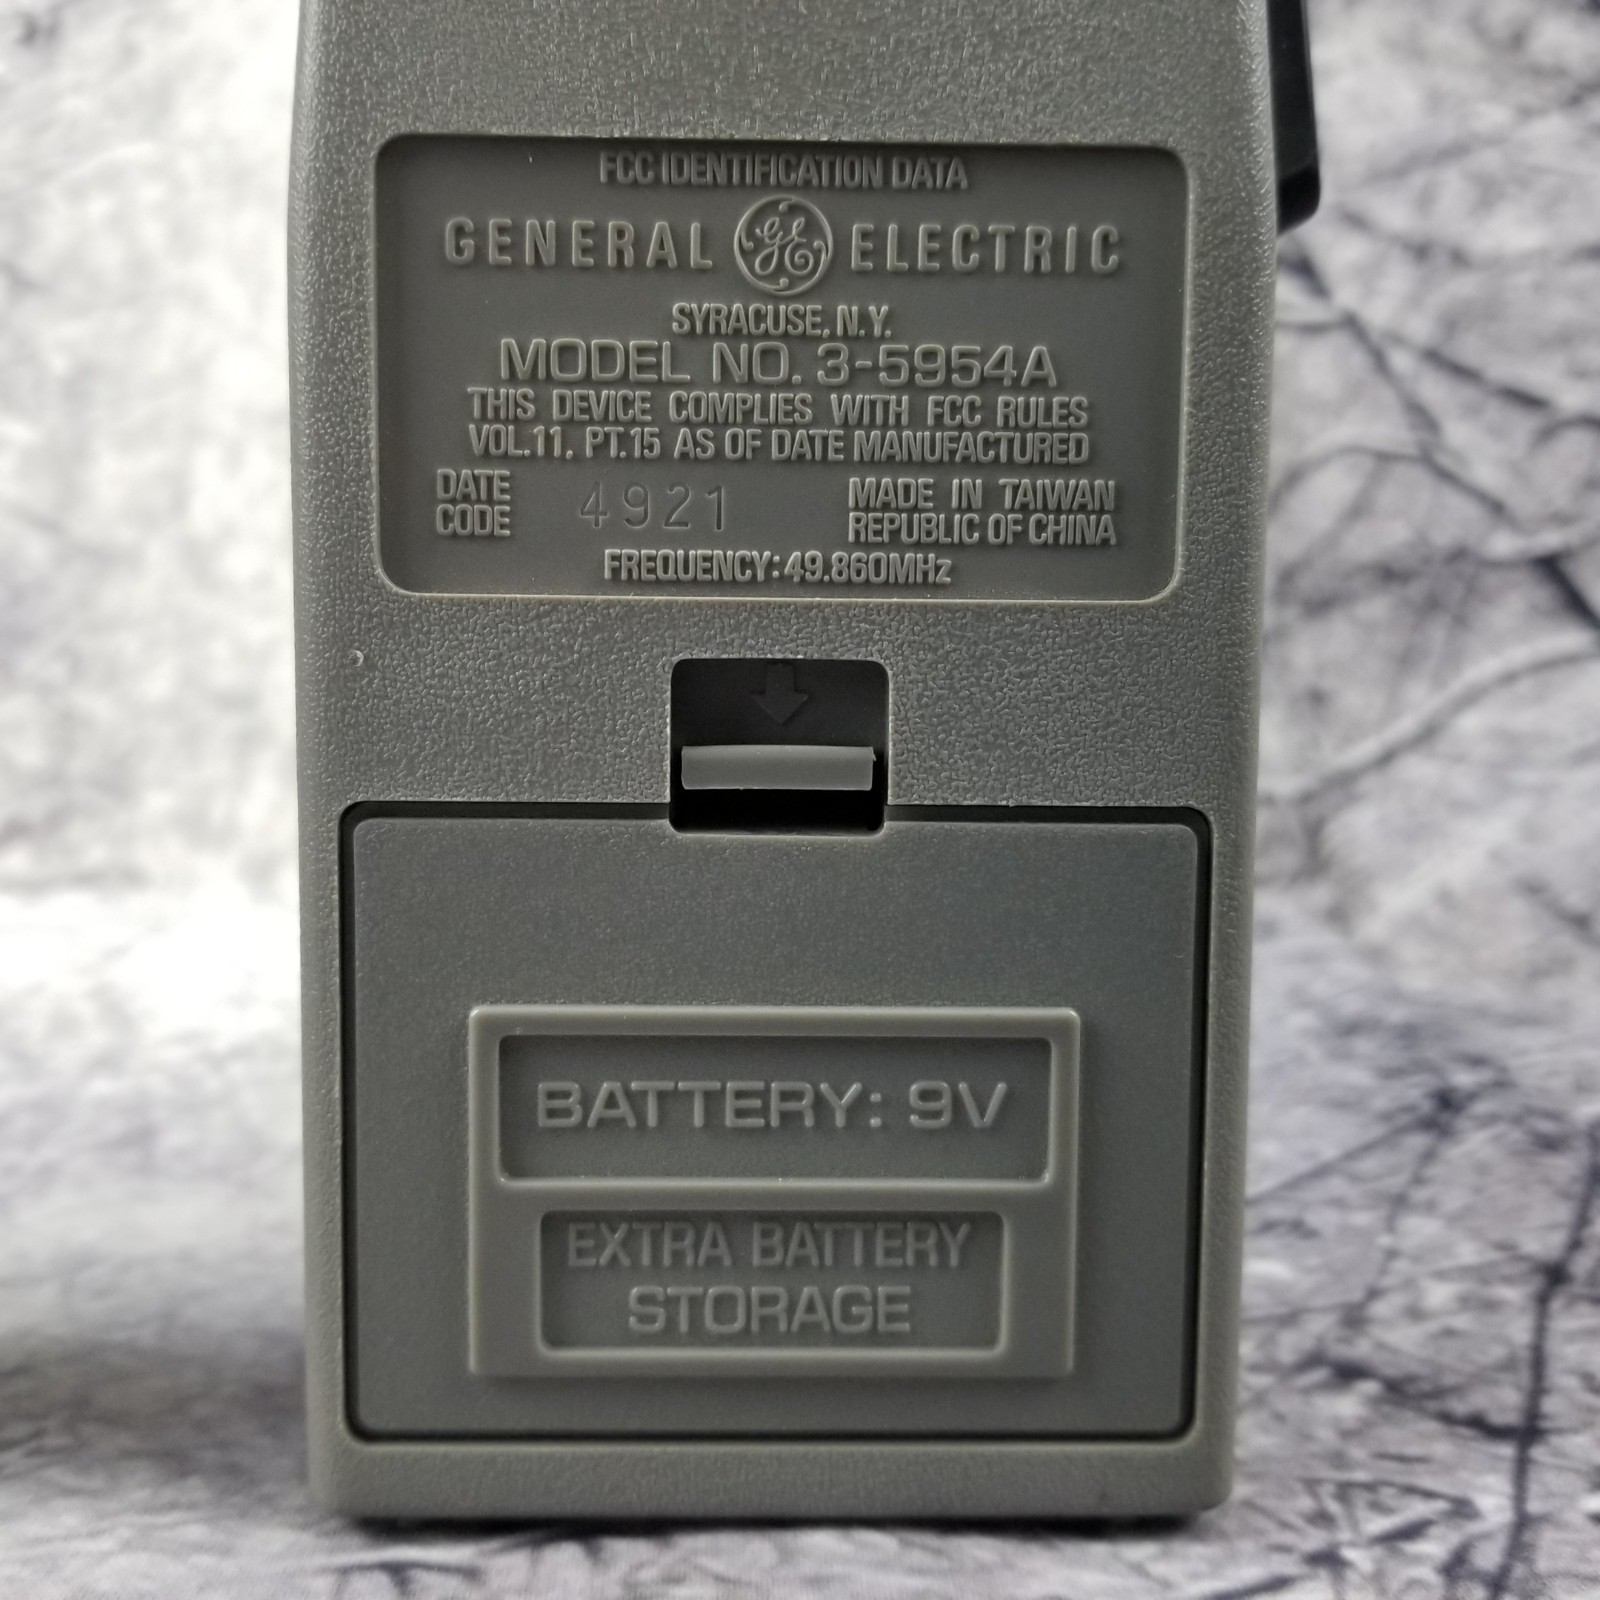 FCC IDENTIFICATION DATA
GENERAL GE ELECTRIC
SYRACUSE, N.Y.
MODEL NO. 3-5954A
THIS DEVICE COMPLIES WITH FCC RULES
VOL.11, PT.15 AS OF DATE MANUFACTURED
DATE CODE 4921
MADE IN TAIWAN
REPUBLIC OF CHINA
FREQUENCY: 49.860MHz
BATTERY: 9V
EXTRA BATTERY
STORAGE